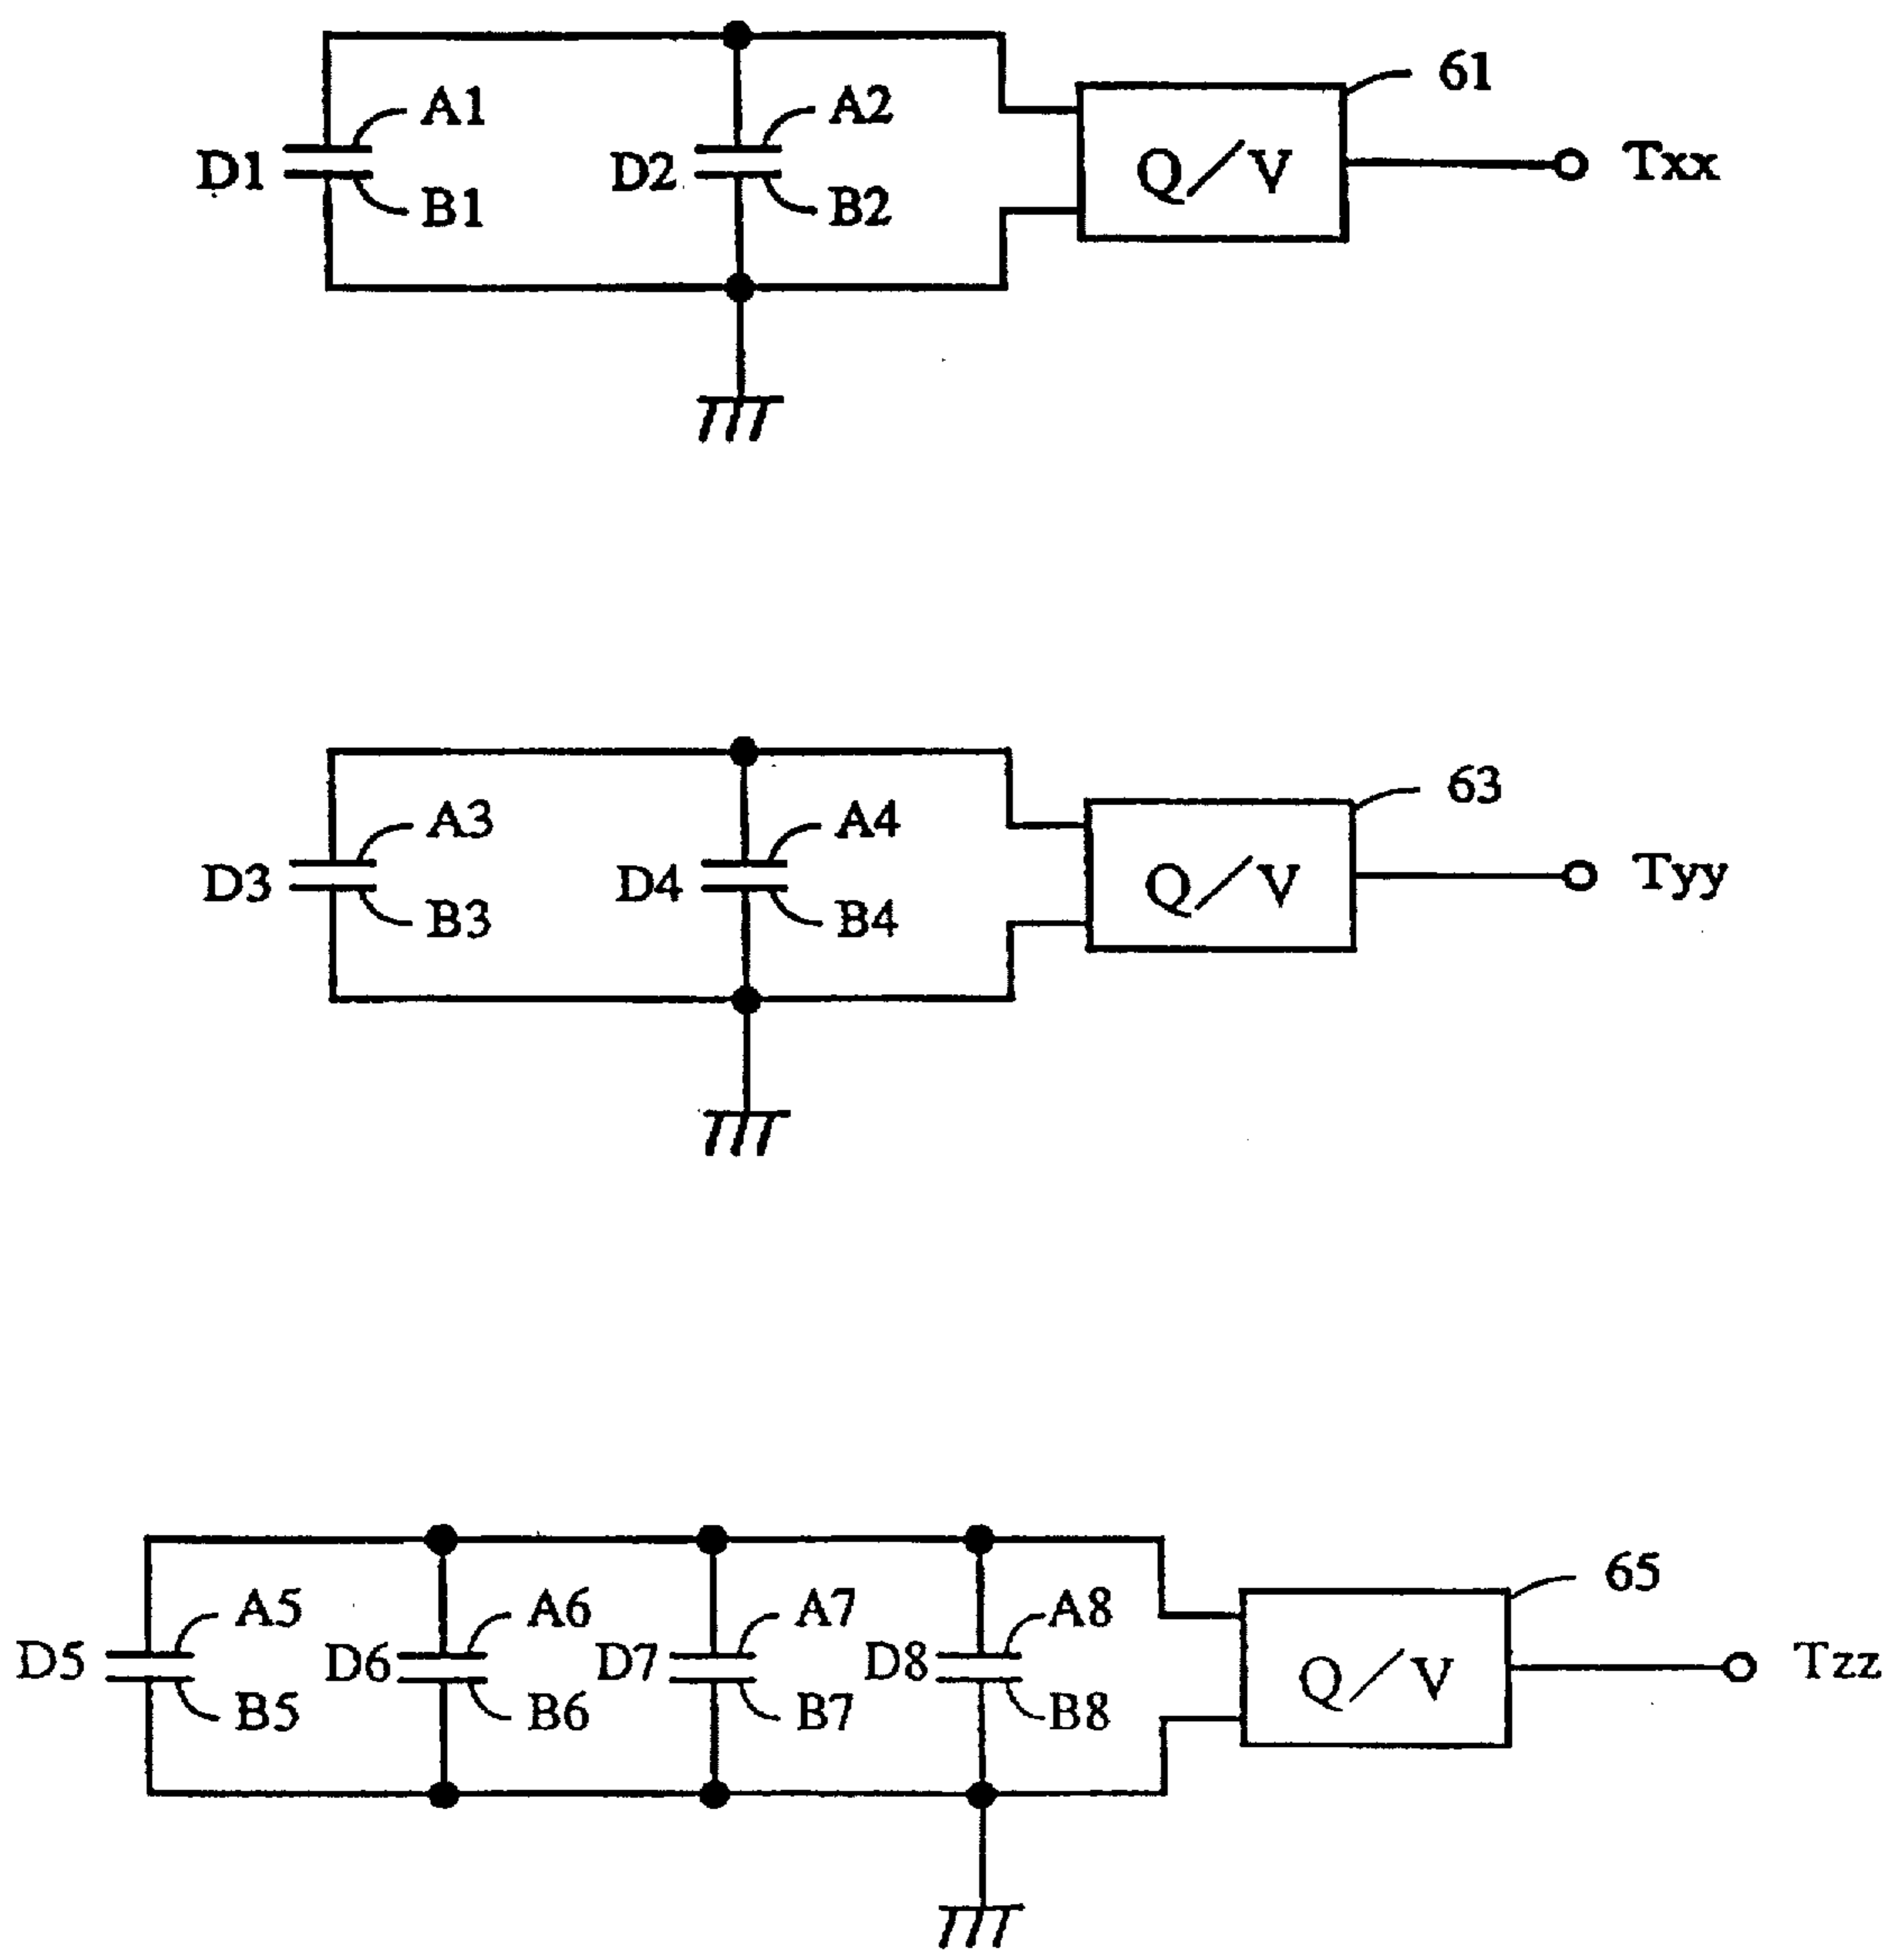 61
A1
A2
D1
D2
Q/V
Txx
B1
B2
63
A3
A4
D3
D4
Q/V
Tyy
B3
B4
65
A5
A6
A7
A8
D5
D6
D7
D8
Q/V
Tzz
B5
B6
B7
B8